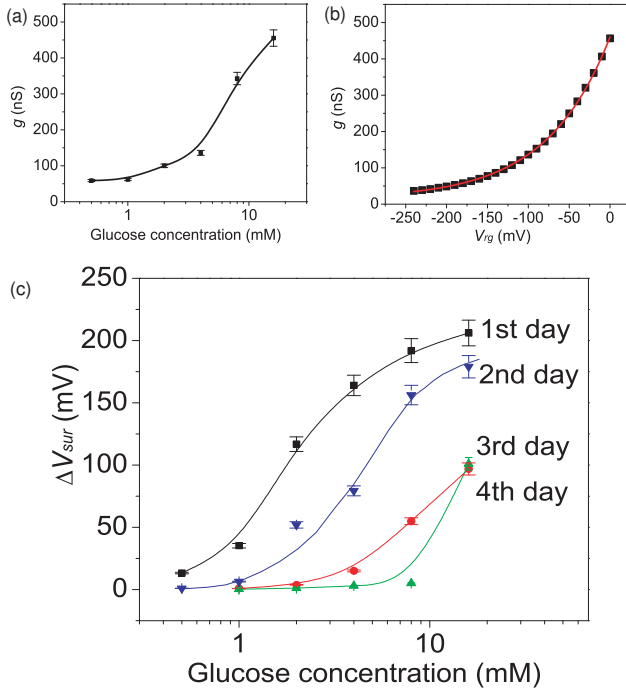 (a)
500
400
300
200
100
0
g (nS)
1
10
Glucose concentration (mM)
(b)
500
400
300
200
100
0
g (nS)
-250 -200 -150 -100 -50 0
Vrg (mV)
(c)
250
200
150
100
50
0
ΔVsur (mV)
1st day
2nd day
3rd day
4th day
1
10
Glucose concentration (mM)